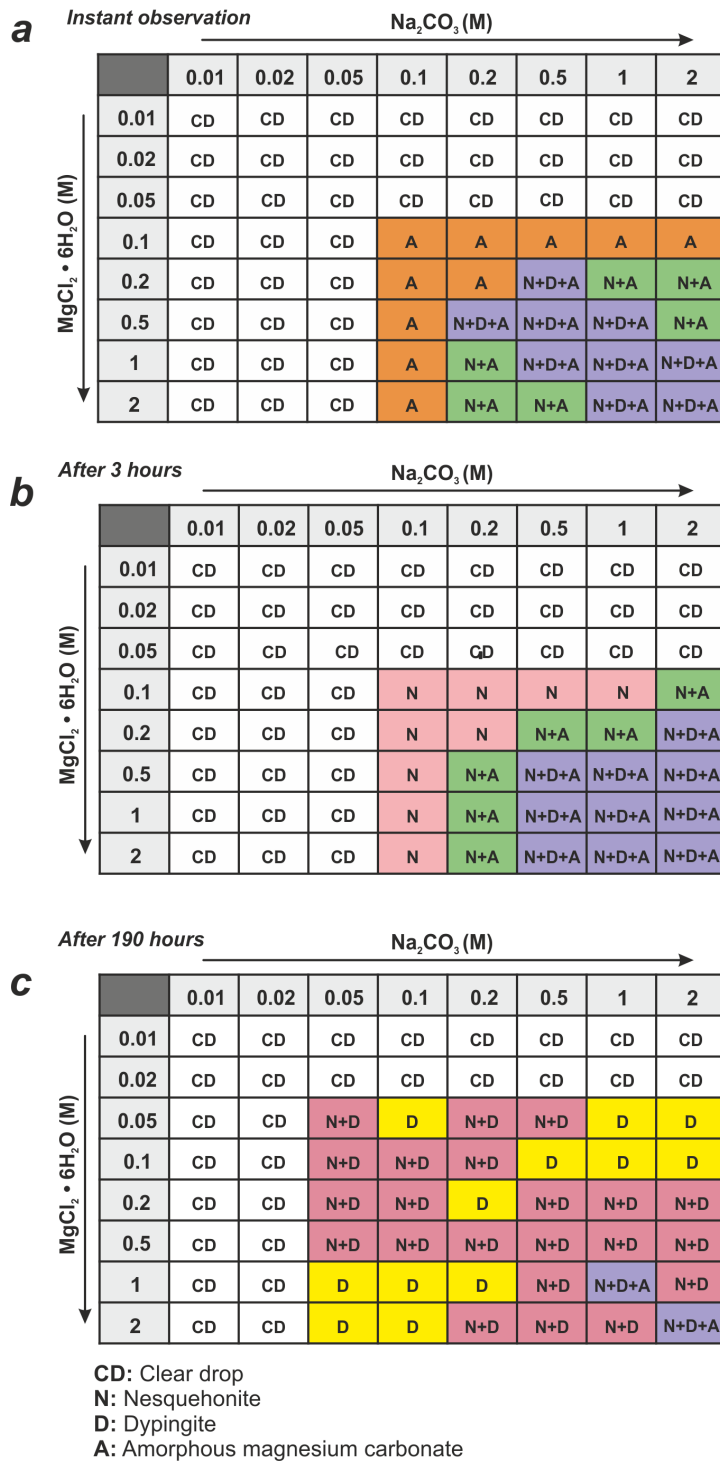 a Instant observation
Na₂CO₃(M)
MgCl₂ • 6H₂O (M)
0.01 0.02 0.05 0.1 0.2 0.5 1 2
0.01 CD CD CD CD CD CD CD CD
0.02 CD CD CD CD CD CD CD CD
0.05 CD CD CD CD CD CD CD CD
0.1 CD CD CD A A A A A
0.2 CD CD CD A A N+D+A N+A N+A
0.5 CD CD CD A N+D+A N+D+A N+D+A N+A
1 CD CD CD A N+A N+D+A N+D+A N+D+A
2 CD CD CD A N+A N+A N+D+A N+D+A
b After 3 hours
Na₂CO₃(M)
MgCl₂ • 6H₂O (M)
0.01 0.02 0.05 0.1 0.2 0.5 1 2
0.01 CD CD CD CD CD CD CD CD
0.02 CD CD CD CD CD CD CD CD
0.05 CD CD CD CD CD CD CD CD
0.1 CD CD CD N N N N N+A
0.2 CD CD CD N N N+A N+A N+D+A
0.5 CD CD CD N N+A N+D+A N+D+A N+D+A
1 CD CD CD N N+A N+D+A N+D+A N+D+A
2 CD CD CD N N+A N+D+A N+D+A N+D+A
c After 190 hours
Na₂CO₃(M)
MgCl₂ • 6H₂O (M)
0.01 0.02 0.05 0.1 0.2 0.5 1 2
0.01 CD CD CD CD CD CD CD CD
0.02 CD CD CD CD CD CD CD CD
0.05 CD CD N+D D N+D N+D D D
0.1 CD CD N+D N+D N+D D D D
0.2 CD CD N+D N+D D N+D N+D N+D
0.5 CD CD N+D N+D N+D N+D N+D N+D
1 CD CD D D D N+D N+D+A N+D
2 CD CD D D N+D N+D N+D N+D+A
CD: Clear drop
N: Nesquehonite
D: Dypingite
A: Amorphous magnesium carbonate